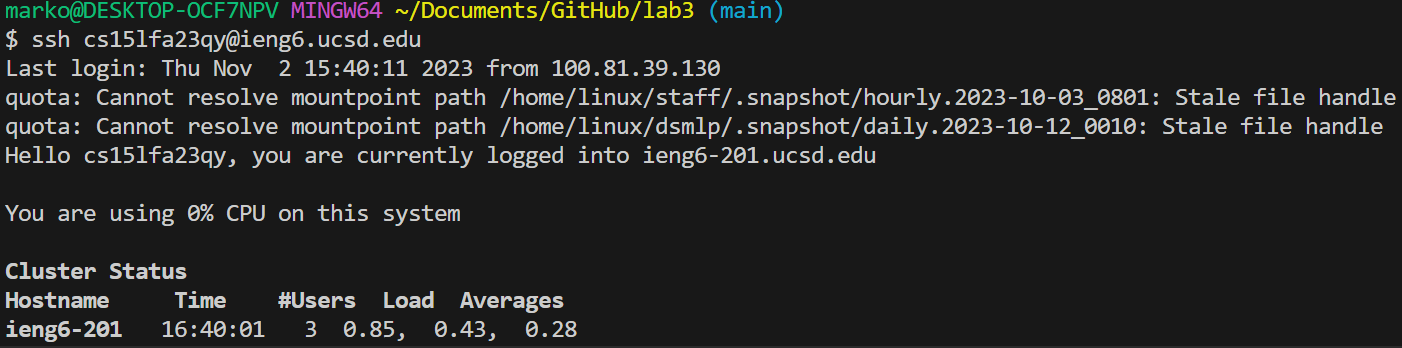 marko@DESKTOP-OCF7NPV MINGW64 ~/Documents/GitHub/lab3 (main)
$ ssh cs15lfa23qy@ieng6.ucsd.edu
Last login: Thu Nov  2 15:40:11 2023 from 100.81.39.130
quota: Cannot resolve mountpoint path /home/linux/staff/.snapshot/hourly.2023-10-03_0801: Stale file handle
quota: Cannot resolve mountpoint path /home/linux/dsmlp/.snapshot/daily.2023-10-12_0010: Stale file handle
Hello cs15lfa23qy, you are currently logged into ieng6-201.ucsd.edu
You are using 0% CPU on this system
Cluster Status
Hostname     Time    #Users  Load  Averages
ieng6-201   16:40:01   3  0.85,  0.43,  0.28